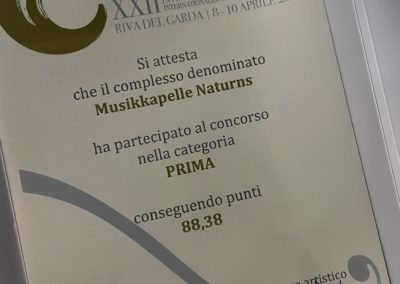 XXII
INTERNATIONAL
RIVA DEL GARDA | 8 - 10 APRILE
Si attesta
che il complesso denominato
Musikkapelle Naturns
ha partecipato al concorso
nella categoria
PRIMA
conseguendo punti
88,38
artistico